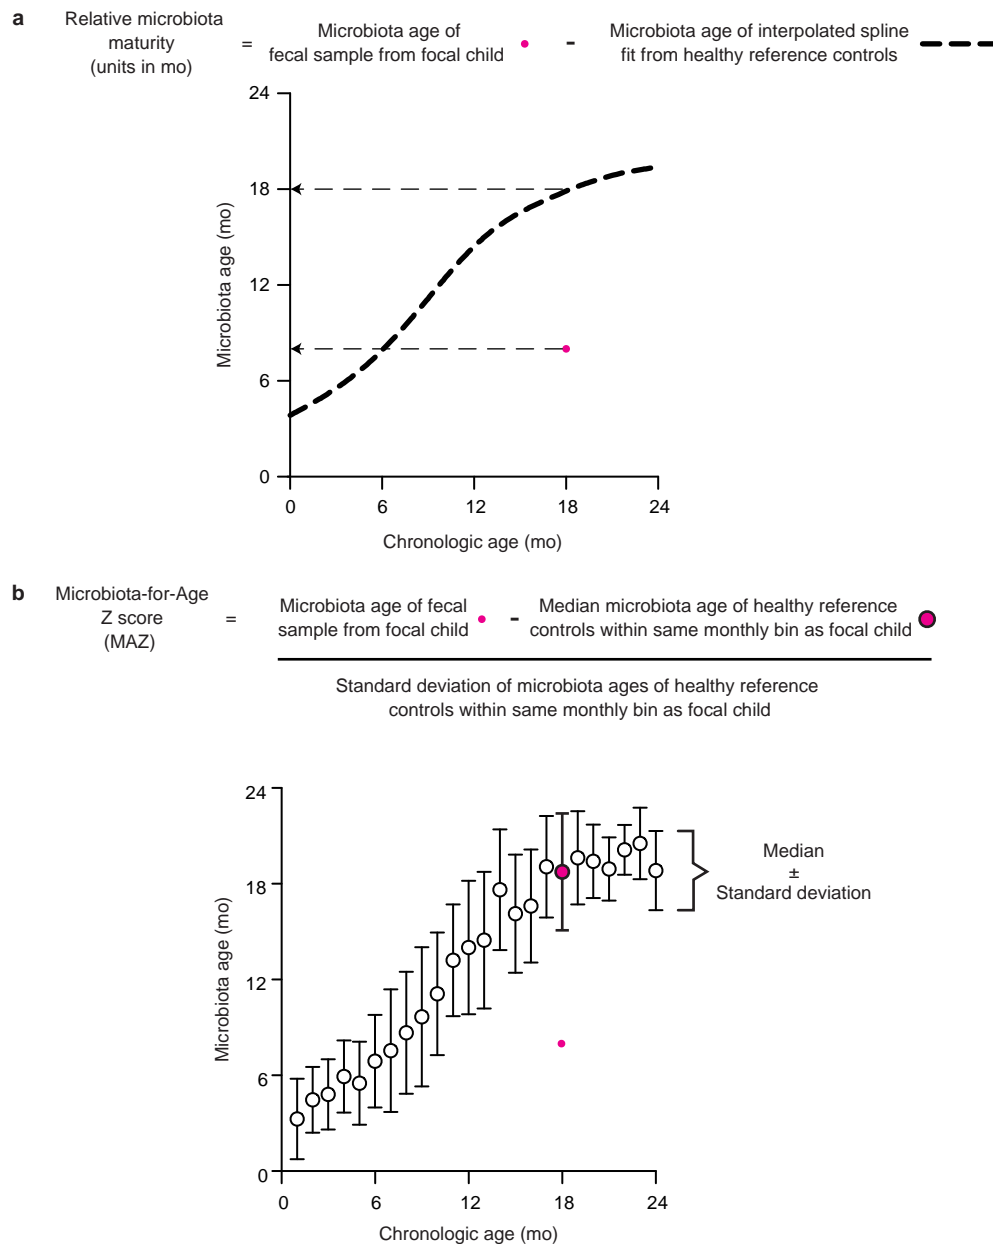 a
Relative microbiota
maturity
(units in mo)
=
Microbiota age of
fecal sample from focal child
-
Microbiota age of interpolated spline
fit from healthy reference controls
24
18
12
6
0
Microbiota age (mo)
0 6 12 18 24
Chronologic age (mo)
b
Microbiota-for-Age
Z score
(MAZ)
=
Microbiota age of fecal
sample from focal child
-
Median microbiota age of healthy reference
controls within same monthly bin as focal child
Standard deviation of microbiota ages of healthy reference
controls within same monthly bin as focal child
24
18
12
6
0
Microbiota age (mo)
Median
±
Standard deviation
0 6 12 18 24
Chronologic age (mo)